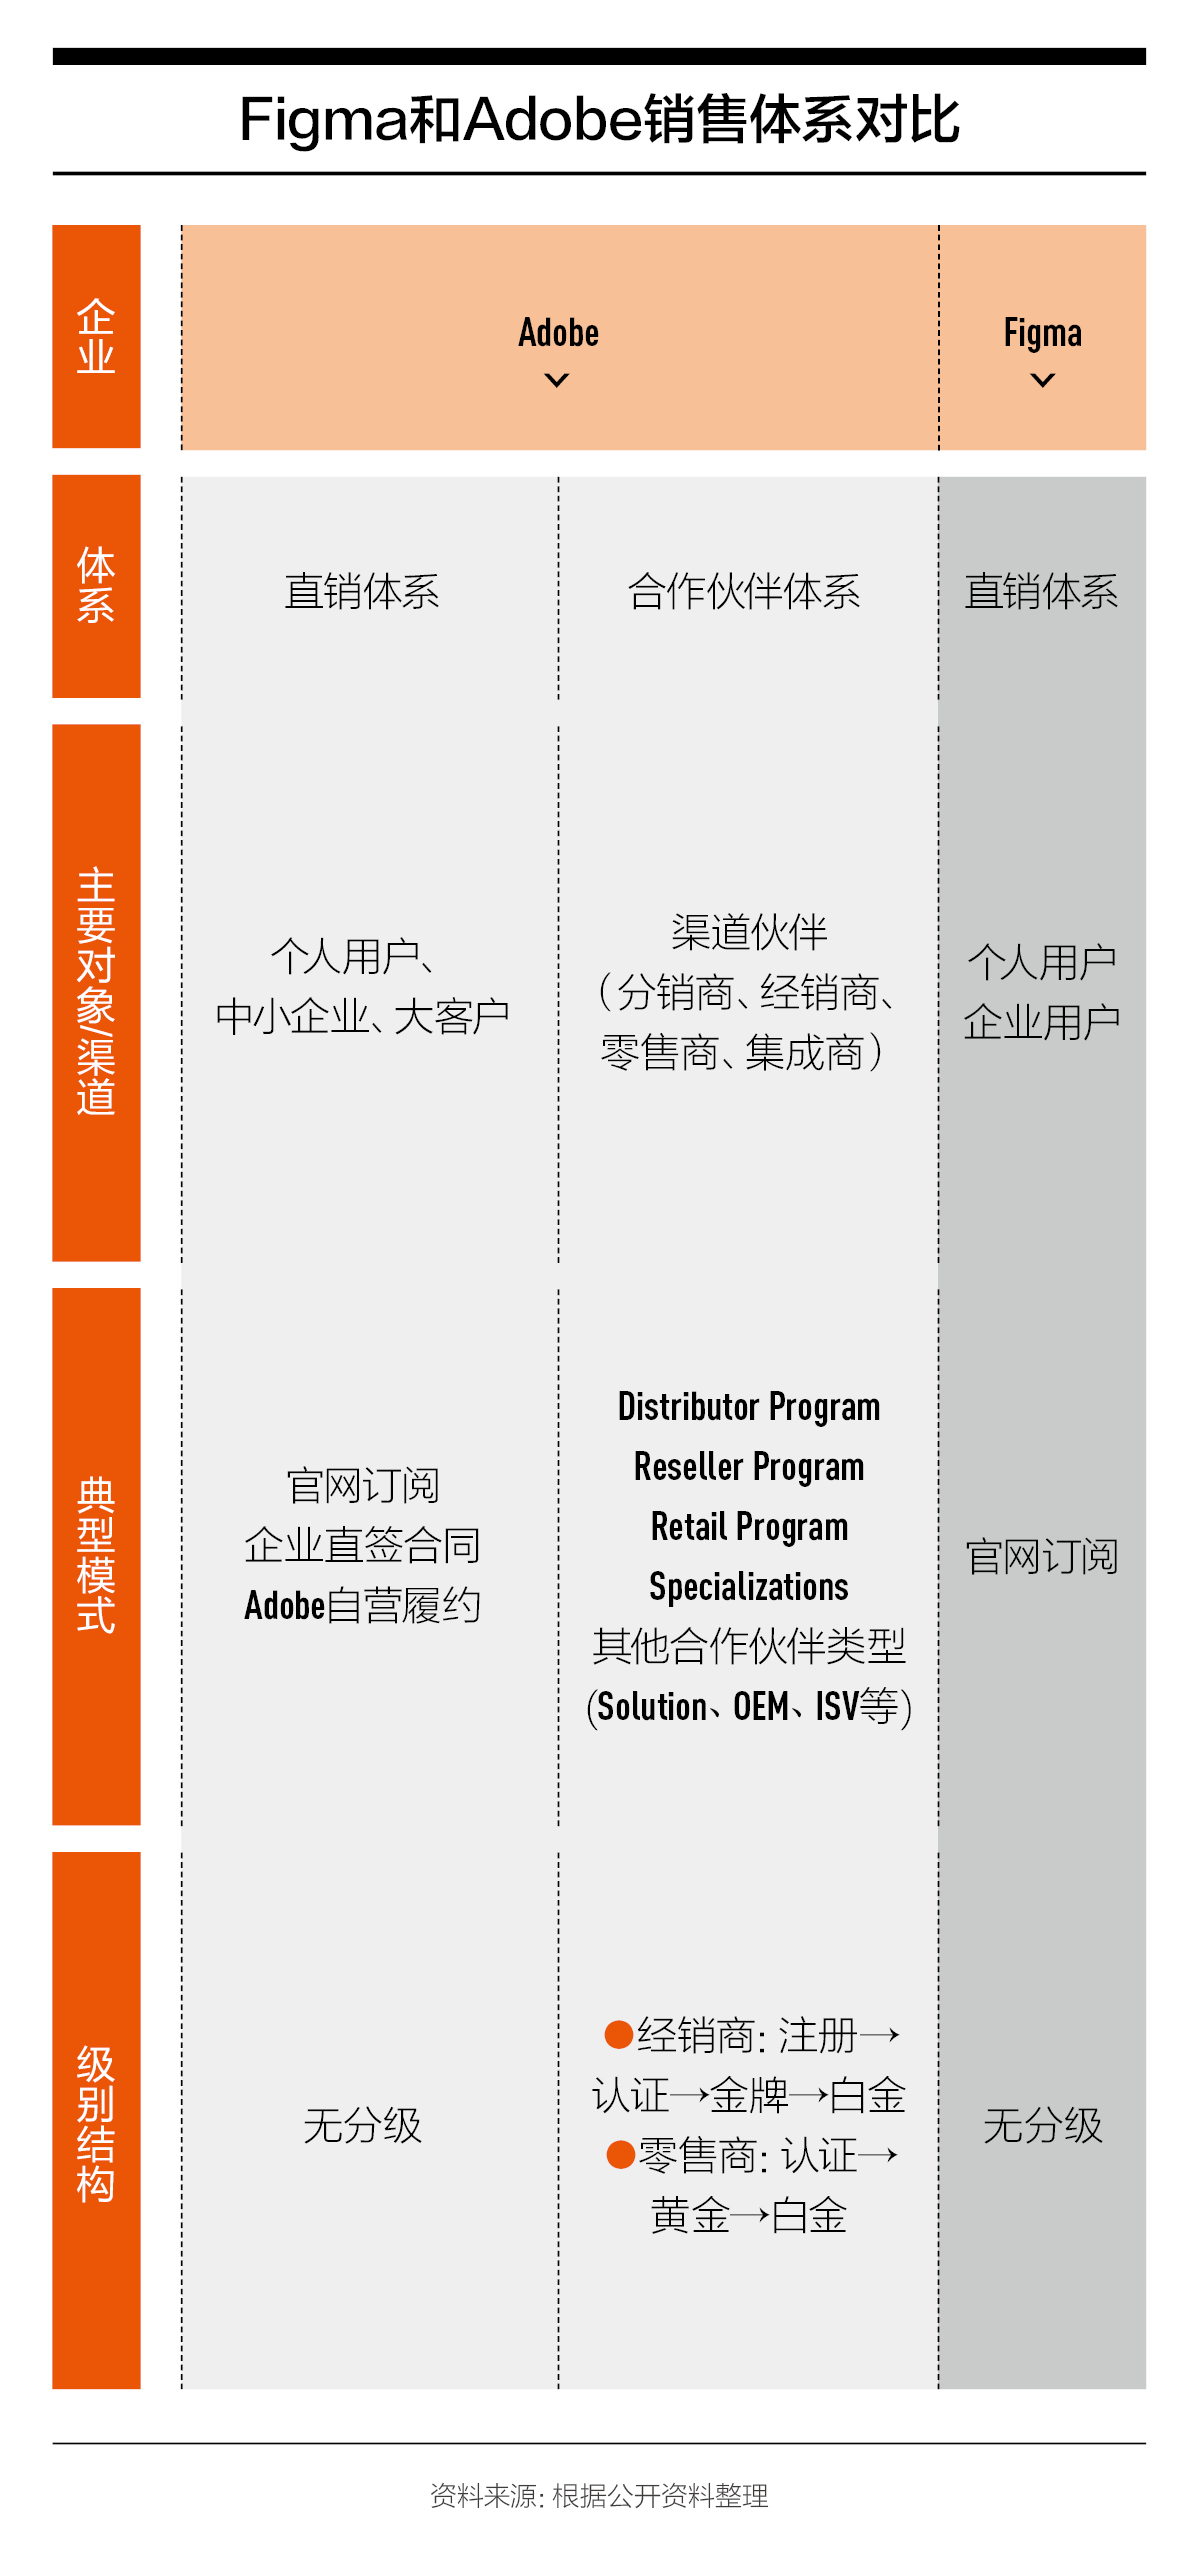 Figma和Adobe销售体系对比
企业
Adobe
Figma
体系
直销体系
合作伙伴体系
直销体系
主要对象/渠道
个人用户、
中小企业、大客户
渠道伙伴
（分销商、经销商、
零售商、集成商）
个人用户
企业用户
典型模式
官网订阅
企业直签合同
Adobe自营履约
Distributor Program
Reseller Program
Retail Program
Specializations
其他合作伙伴类型
(Solution、OEM、ISV等)
官网订阅
级别结构
无分级
●经销商：注册→
认证→金牌→白金
●零售商：认证→
黄金→白金
无分级
资料来源：根据公开资料整理